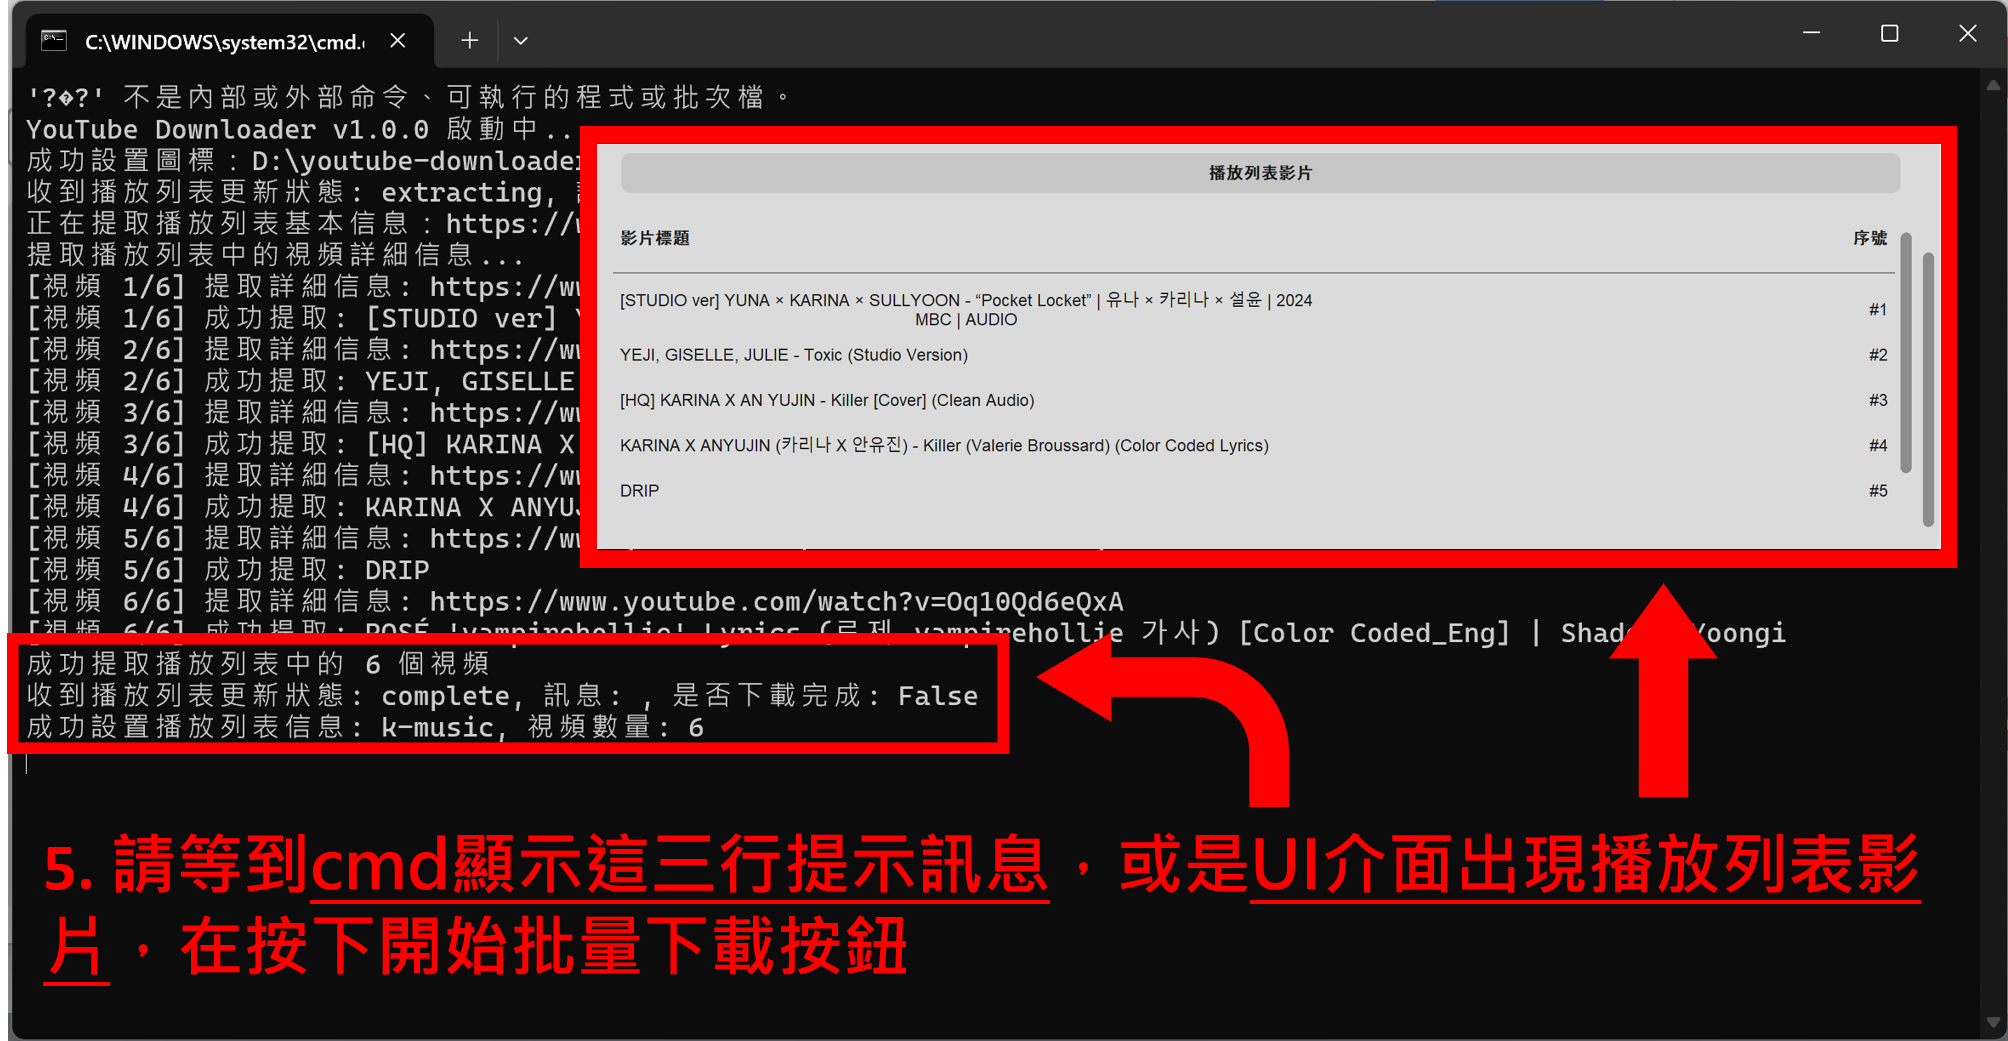 C:\WINDOWS\system32\cmd.
'?�?' 不是內部或外部命令、可執行的程式或批次檔。
YouTube Downloader v1.0.0 啟動中..
成功設置圖標：D:\youtube-downloader
收到播放列表更新狀態: extracting,
正在提取播放列表基本信息：https://
提取播放列表中的視頻詳細信息...
[視頻 1/6] 提取詳細信息: https://w
[視頻 1/6] 成功提取: [STUDIO ver]
[視頻 2/6] 提取詳細信息: https://w
[視頻 2/6] 成功提取: YEJI, GISELLE
[視頻 3/6] 提取詳細信息: https://w
[視頻 3/6] 成功提取: [HQ] KARINA X
[視頻 4/6] 提取詳細信息: https://w
[視頻 4/6] 成功提取: KARINA X ANYU
[視頻 5/6] 提取詳細信息: https://w
[視頻 5/6] 成功提取: DRIP
[視頻 6/6] 提取詳細信息: https://www.youtube.com/watch?v=Oq10Qd6eQxA
[視頻 6/6] 成功提取: ROSÉ 'vampirehollie' Lyrics (로제 vampirehollie 가사) [Color Coded_Eng] | Shad Yoongi
成功提取播放列表中的 6 個視頻
收到播放列表更新狀態: complete, 訊息: , 是否下載完成: False
成功設置播放列表信息: k-music, 視頻數量: 6
播放列表影片
影片標題 序號
[STUDIO ver] YUNA × KARINA × SULLYOON - “Pocket Locket” | 유나 × 카리나 × 설윤 | 2024
MBC | AUDIO #1
YEJI, GISELLE, JULIE - Toxic (Studio Version) #2
[HQ] KARINA X AN YUJIN - Killer [Cover] (Clean Audio) #3
KARINA X ANYUJIN (카리나 X 안유진) - Killer (Valerie Broussard) (Color Coded Lyrics) #4
DRIP #5
5. 請等到cmd顯示這三行提示訊息，或是UI介面出現播放列表影
片，在按下開始批量下載按鈕